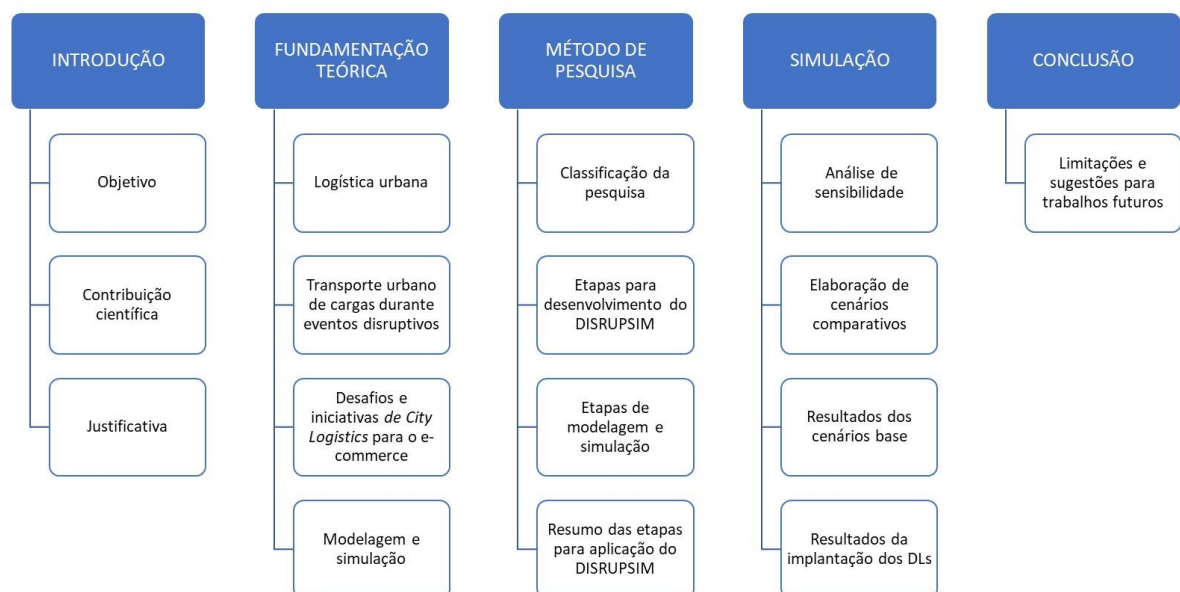 INTRODUÇÃO
Objetivo
Contribuição
científica
Justificativa
FUNDAMENTAÇÃO
TEÓRICA
Logística urbana
Transporte urbano
de cargas durante
eventos disruptivos
Desafios e
iniciativas de City
Logistics para o e-
commerce
Modelagem e
simulação
MÉTODO DE
PESQUISA
Classificação da
pesquisa
Etapas para
desenvolvimento do
DISRUPSIM
Etapas de
modelagem e
simulação
Resumo das etapas
para aplicação do
DISRUPSIM
SIMULAÇÃO
Análise de
sensibilidade
Elaboração de
cenários
comparativos
Resultados dos
cenários base
Resultados da
implantação dos DLs
CONCLUSÃO
Limitações e
sugestões para
trabalhos futuros